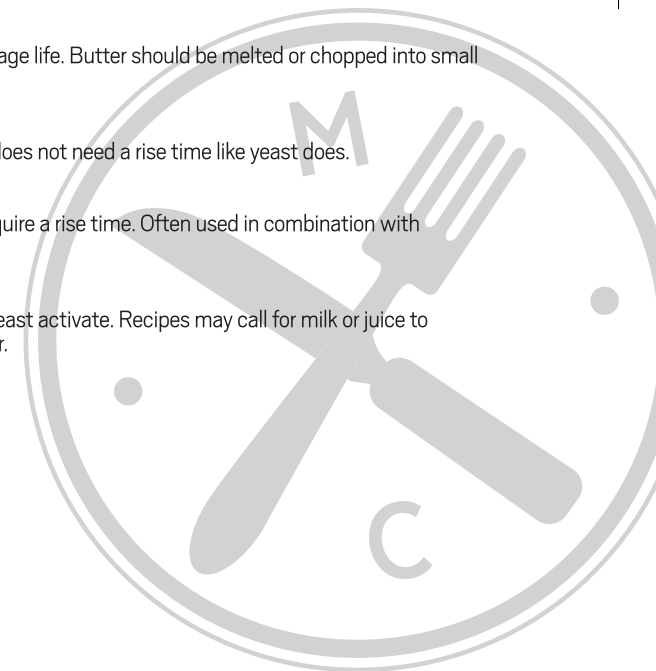 age life. Butter should be melted or chopped into small
M
does not need a rise time like yeast does.
quire a rise time. Often used in combination with
east activate. Recipes may call for milk or juice to
r.
C